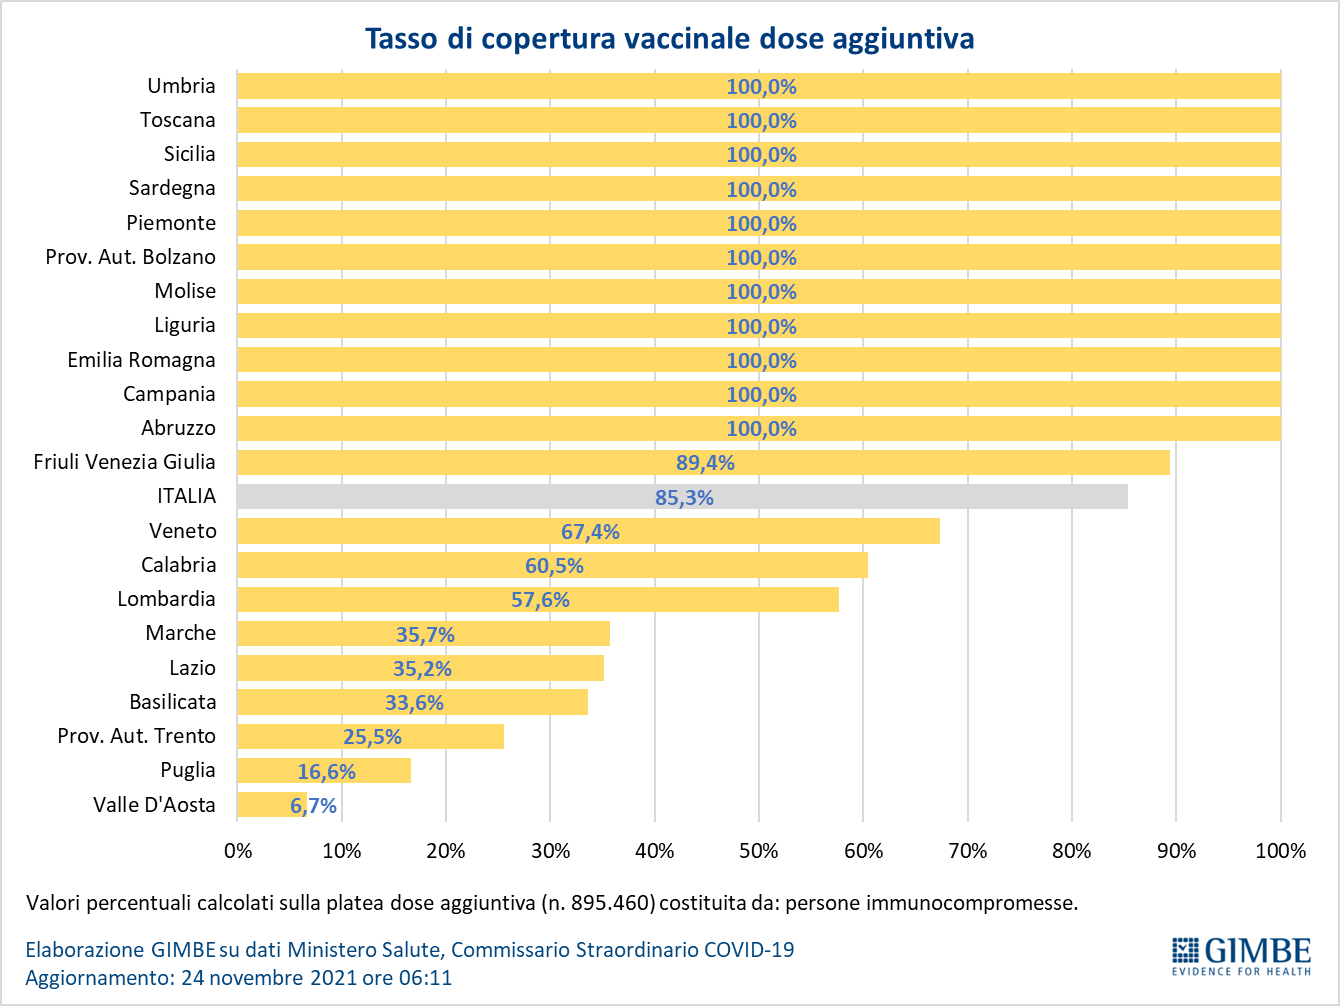 Tasso di copertura vaccinale dose aggiuntiva
Umbria 100,0%
Toscana 100,0%
Sicilia 100,0%
Sardegna 100,0%
Piemonte 100,0%
Prov. Aut. Bolzano 100,0%
Molise 100,0%
Liguria 100,0%
Emilia Romagna 100,0%
Campania 100,0%
Abruzzo 100,0%
Friuli Venezia Giulia 89,4%
ITALIA 85,3%
Veneto 67,4%
Calabria 60,5%
Lombardia 57,6%
Marche 35,7%
Lazio 35,2%
Basilicata 33,6%
Prov. Aut. Trento 25,5%
Puglia 16,6%
Valle D'Aosta 6,7%
0% 10% 20% 30% 40% 50% 60% 70% 80% 90% 100%
Valori percentuali calcolati sulla platea dose aggiuntiva (n. 895.460) costituita da: persone immunocompromesse.
Elaborazione GIMBE su dati Ministero Salute, Commissario Straordinario COVID-19
Aggiornamento: 24 novembre 2021 ore 06:11
GIMBE
EVIDENCE FOR HEALTH